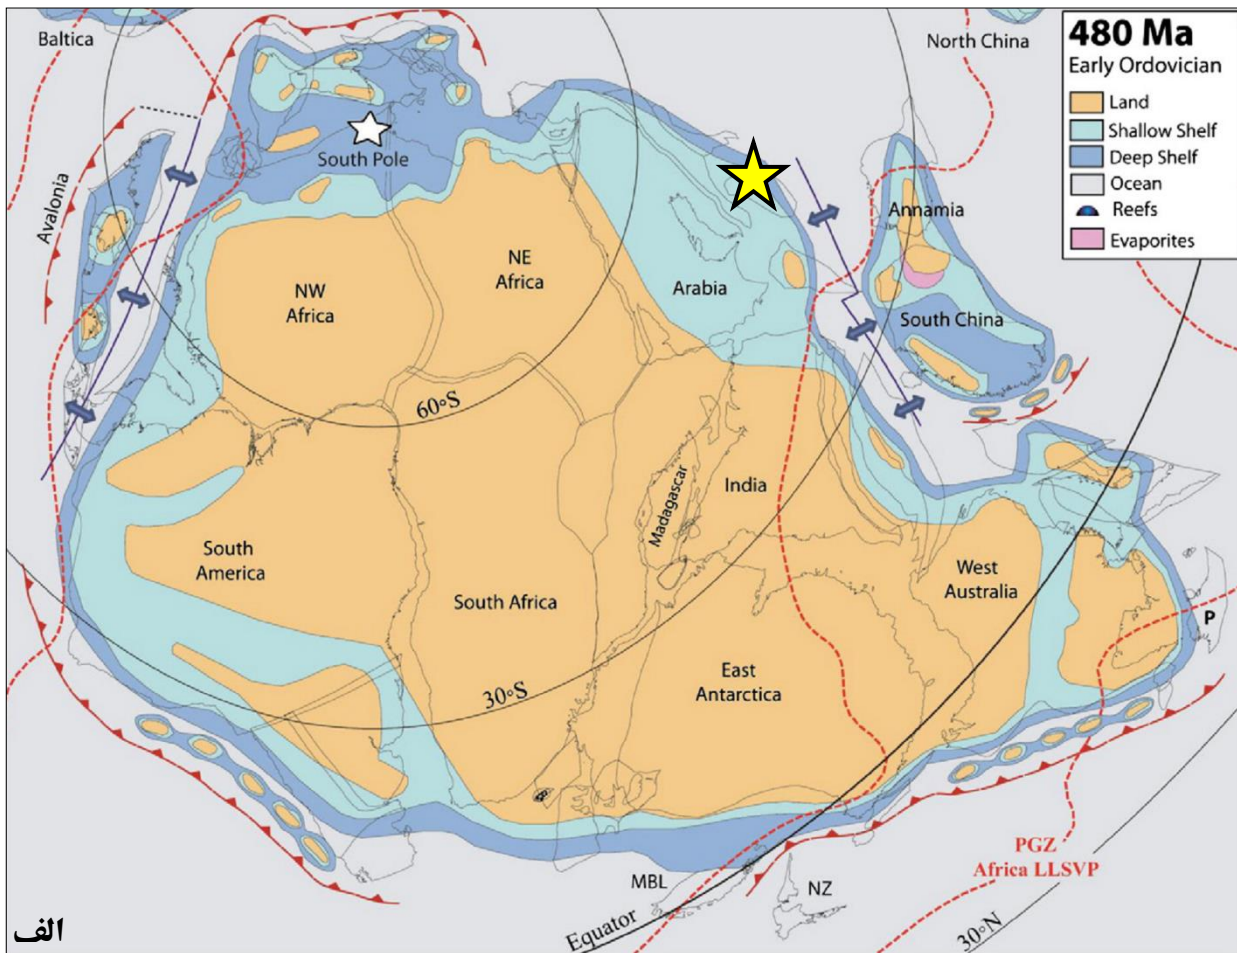 Baltica
North China
480 Ma
Early Ordovician
Land
Shallow Shelf
Deep Shelf
Ocean
Reefs
Evaporites
South Pole
Avalonia
Annamia
NE
Africa
NW
Africa
Arabia
South China
60°S
India
Madagascar
South
America
West
Australia
South Africa
P
East
Antarctica
30°S
PGZ
Africa LLSVP
MBL
NZ
Equator
30°N
الف